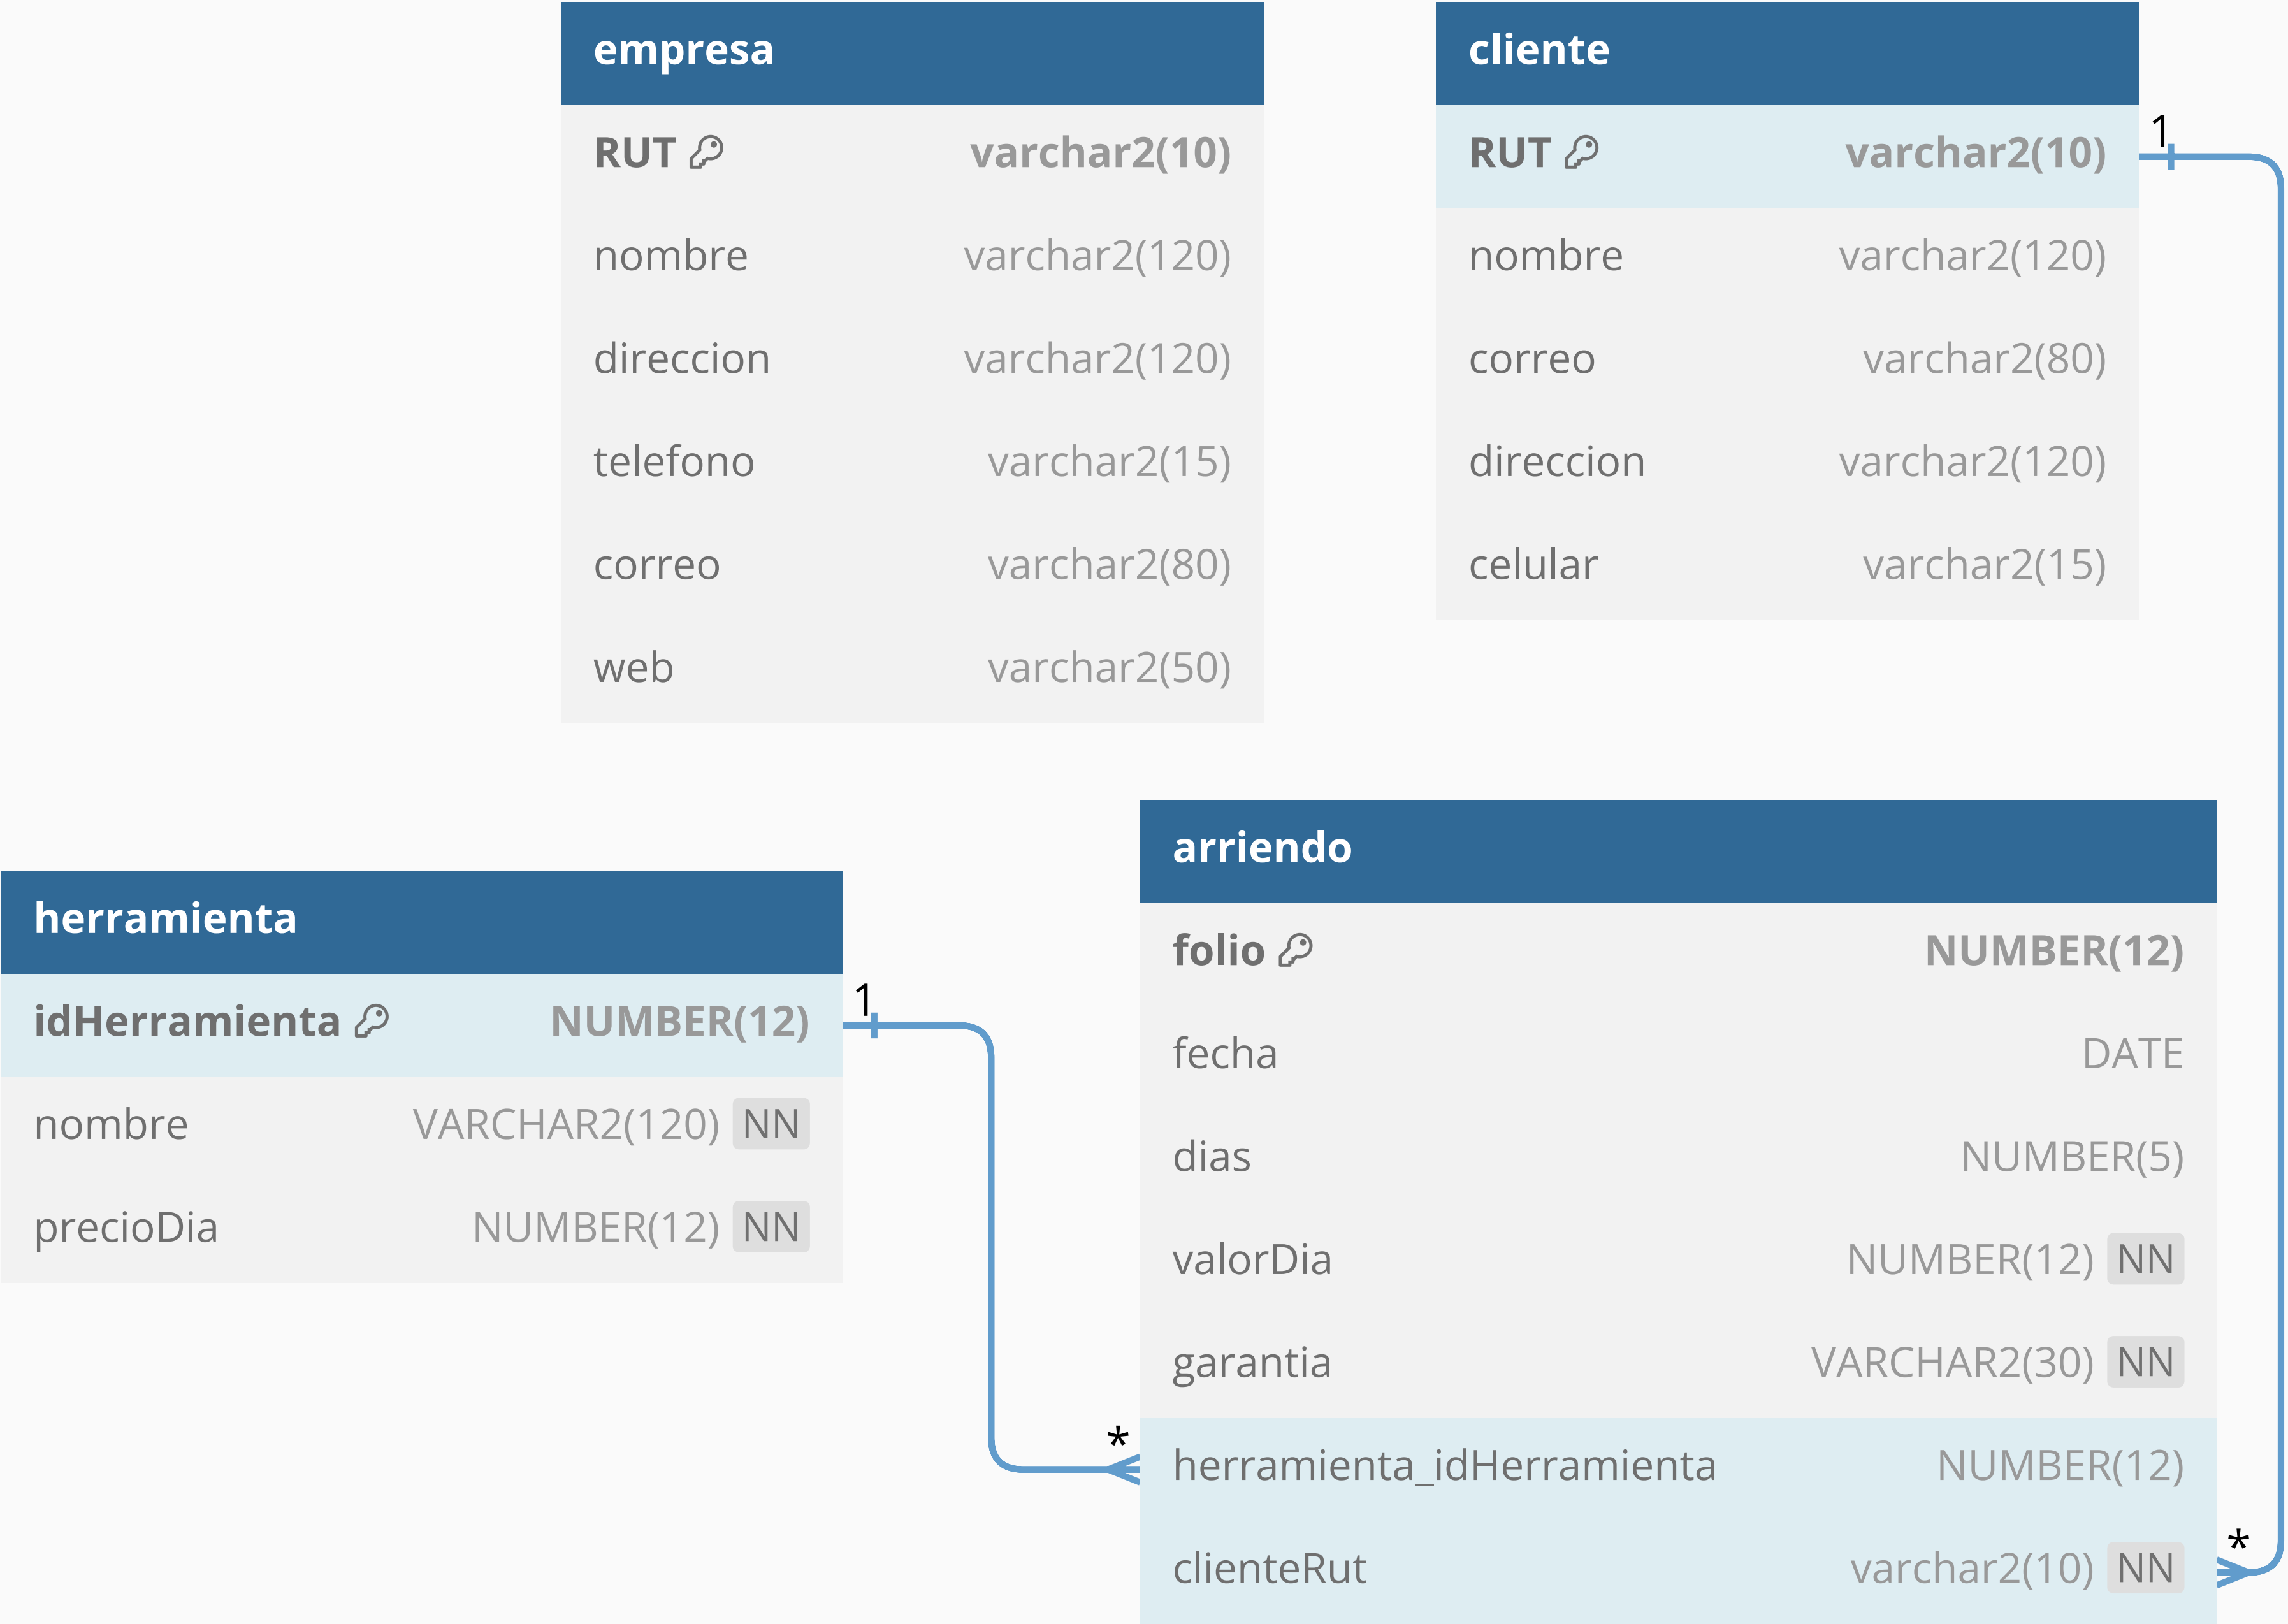 empresa
RUT varchar2(10)
nombre varchar2(120)
direccion varchar2(120)
telefono varchar2(15)
correo varchar2(80)
web varchar2(50)
cliente
RUT varchar2(10)
nombre varchar2(120)
correo varchar2(80)
direccion varchar2(120)
celular varchar2(15)
1
herramienta
idHerramienta NUMBER(12)
nombre VARCHAR2(120) NN
precioDia NUMBER(12) NN
1
arriendo
folio NUMBER(12)
fecha DATE
dias NUMBER(5)
valorDia NUMBER(12) NN
garantia VARCHAR2(30) NN
herramienta_idHerramienta NUMBER(12)
clienteRut varchar2(10) NN
*
*